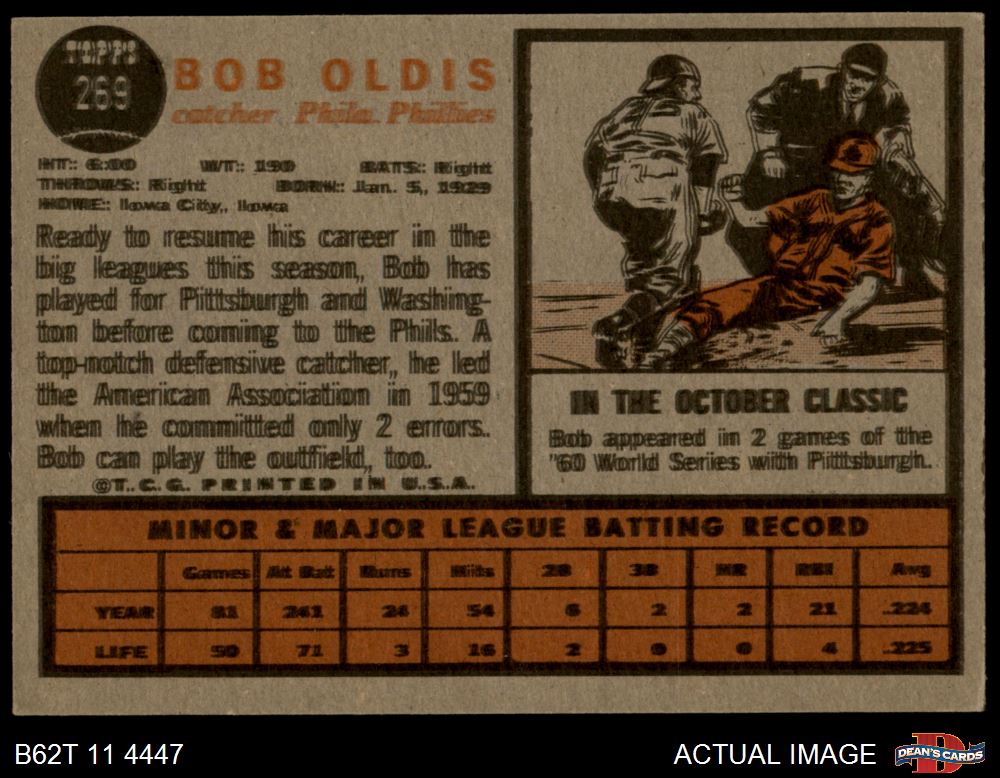 TOPPS
269
BOB OLDIS
catcher Phila. Phillies
HT.: 6:00 WT.: 190 BATS: Right
THROWS: Right BORN: Jan. 5, 1929
HOME: Iowa City, Iowa
Ready to resume his career in the
big leagues this season, Bob has
played for Pittsburgh and Washing-
ton before coming to the Phils. A
top-notch defensive catcher, he led
the American Association in 1959
when he committed only 2 errors.
Bob can play the outfield, too.
©T. C. G. PRINTED IN U.S.A.
IN THE OCTOBER CLASSIC
Bob appeared in 2 games of the
'60 World Series with Pittsburgh.
MINOR & MAJOR LEAGUE BATTING RECORD
Games At Bat Runs Hits 2B 3B HR RBI Avg
YEAR 81 241 24 54 6 2 2 21 .224
LIFE 50 71 3 16 2 0 0 4 .225
B62T 11 4447
ACTUAL IMAGE
D
DEAN'S CARDS